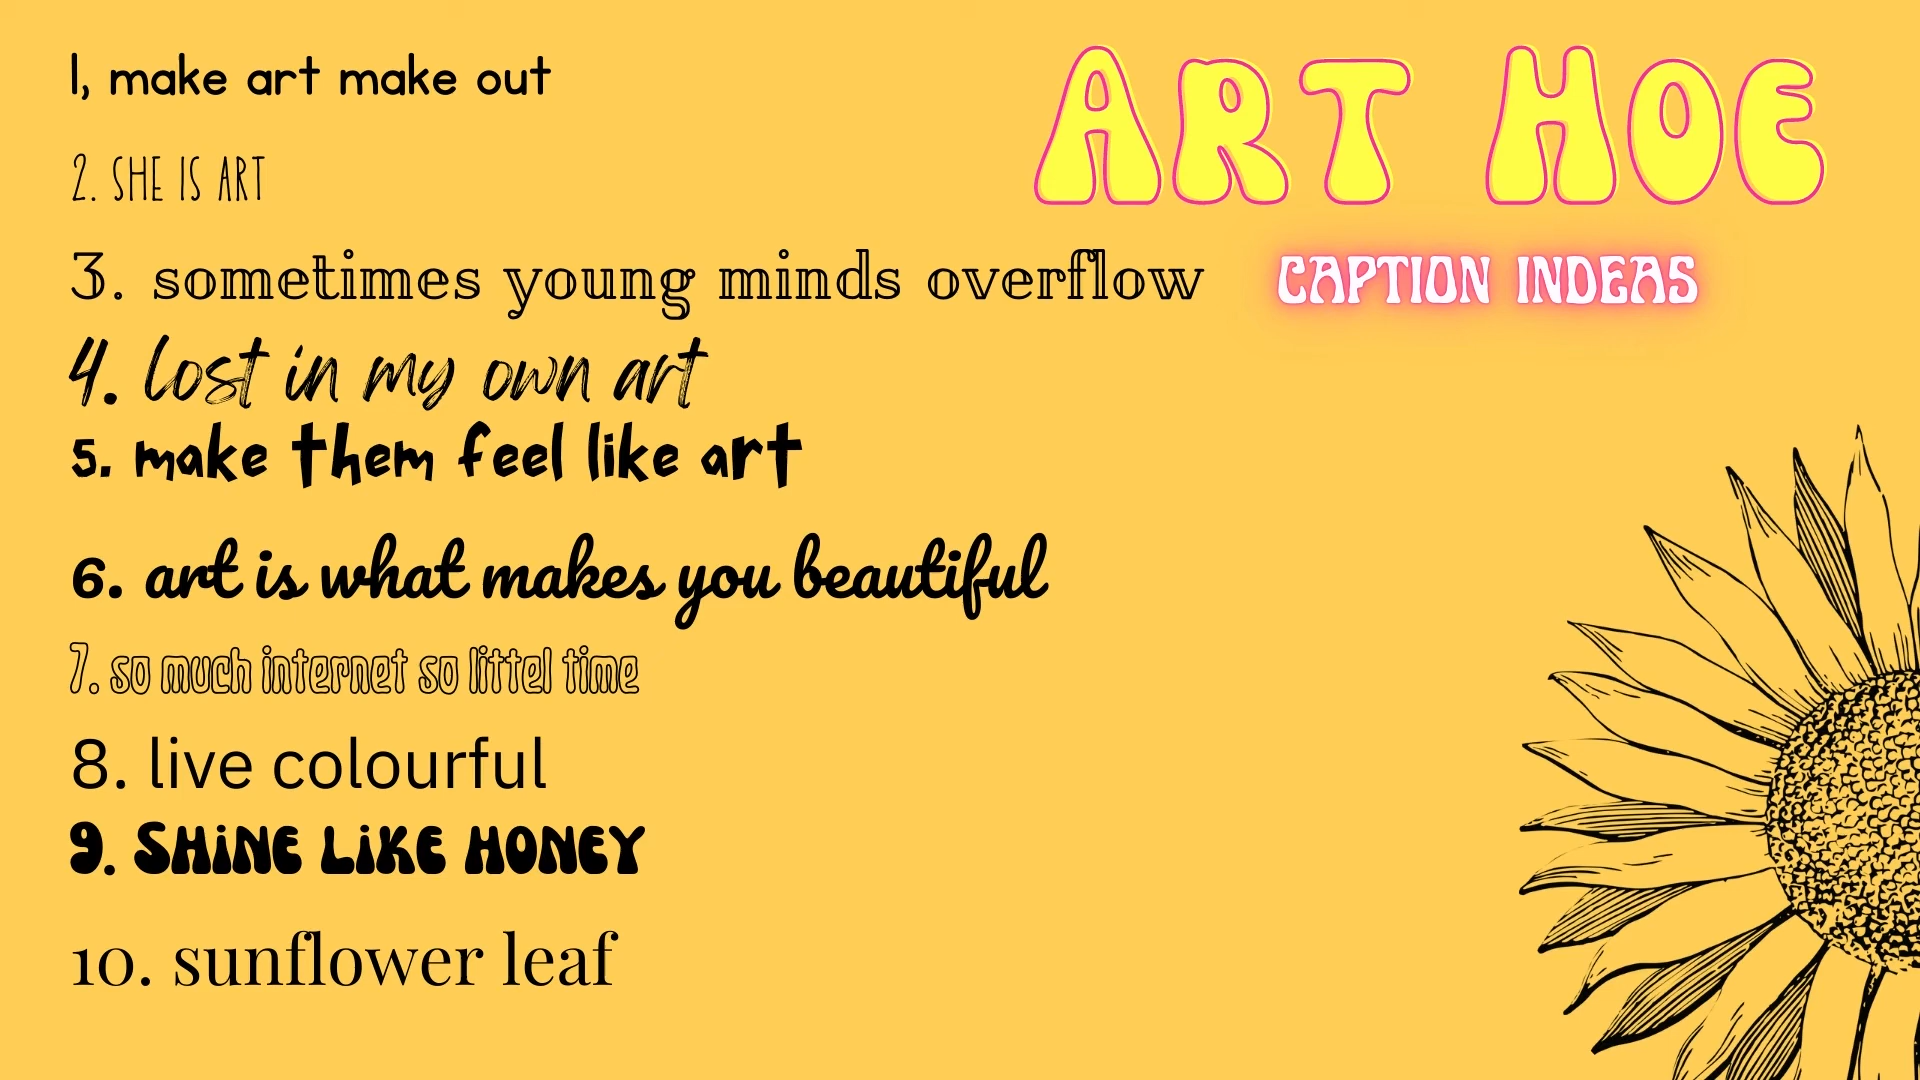 ART HOE
CAPTION INDEAS
1, make art make out
2. SHE IS ART
3. sometimes young minds overflow
4. lost in my own art
5. make them feel like art
6. art is what makes you beautiful
7. so much internet so littel time
8. live colourful
9. SHiNE LiKE HONEY
10. sunflower leaf